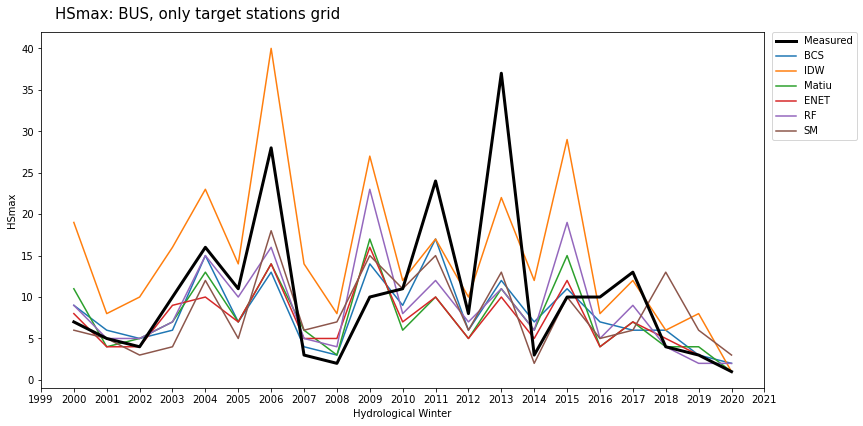 HSmax: BUS, only target stations grid
Measured
BCS
IDW
Matiu
ENET
RF
SM
40
35
30
25
20
15
10
5
0
HSmax
1999 2000 2001 2002 2003 2004 2005 2006 2007 2008 2009 2010 2011 2012 2013 2014 2015 2016 2017 2018 2019 2020 2021
Hydrological Winter